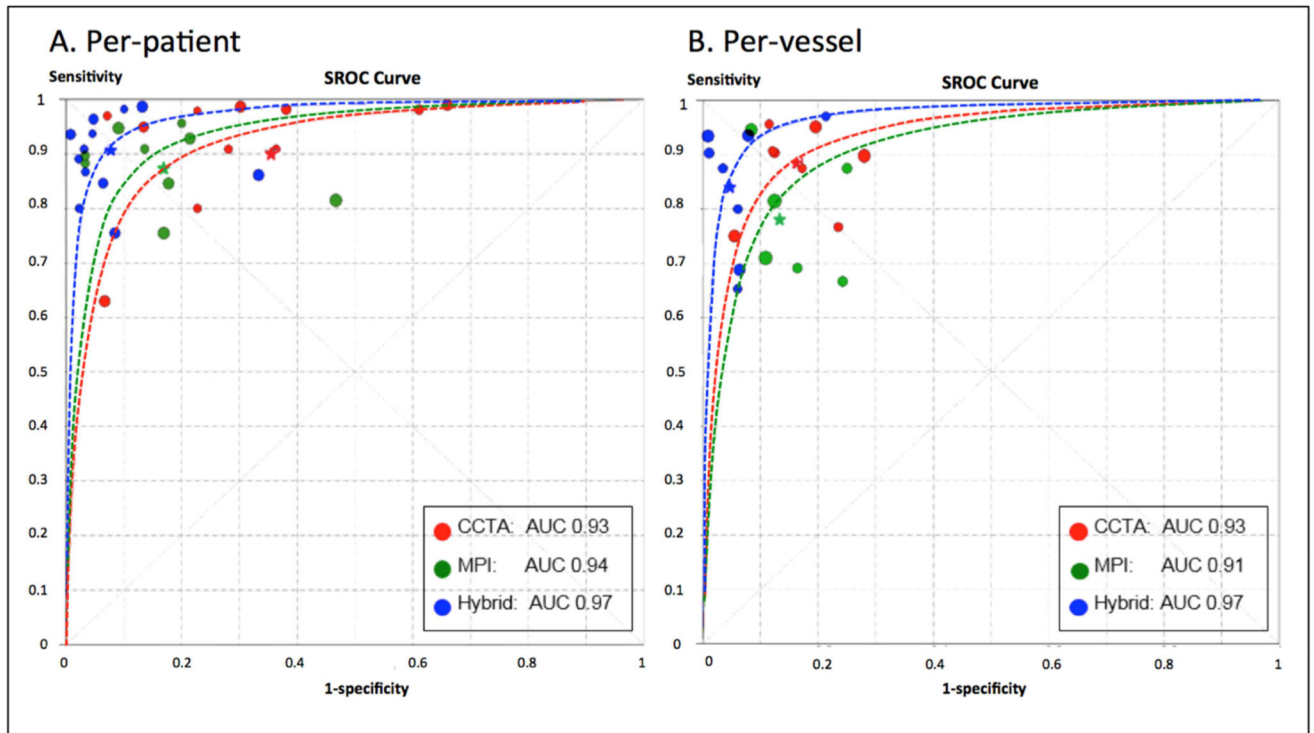 A. Per-patient
Sensitivity
SROC Curve
1
0.9
0.8
0.7
0.6
0.5
0.4
0.3
0.2
0.1
0
CCTA: AUC 0.93
MPI: AUC 0.94
Hybrid: AUC 0.97
0 0.2 0.4 0.6 0.8 1
1-specificity
B. Per-vessel
Sensitivity
SROC Curve
1
0.9
0.8
0.7
0.6
0.5
0.4
0.3
0.2
0.1
0
CCTA: AUC 0.93
MPI: AUC 0.91
Hybrid: AUC 0.97
0 0.2 0.4 0.6 0.8 1
1-specificity